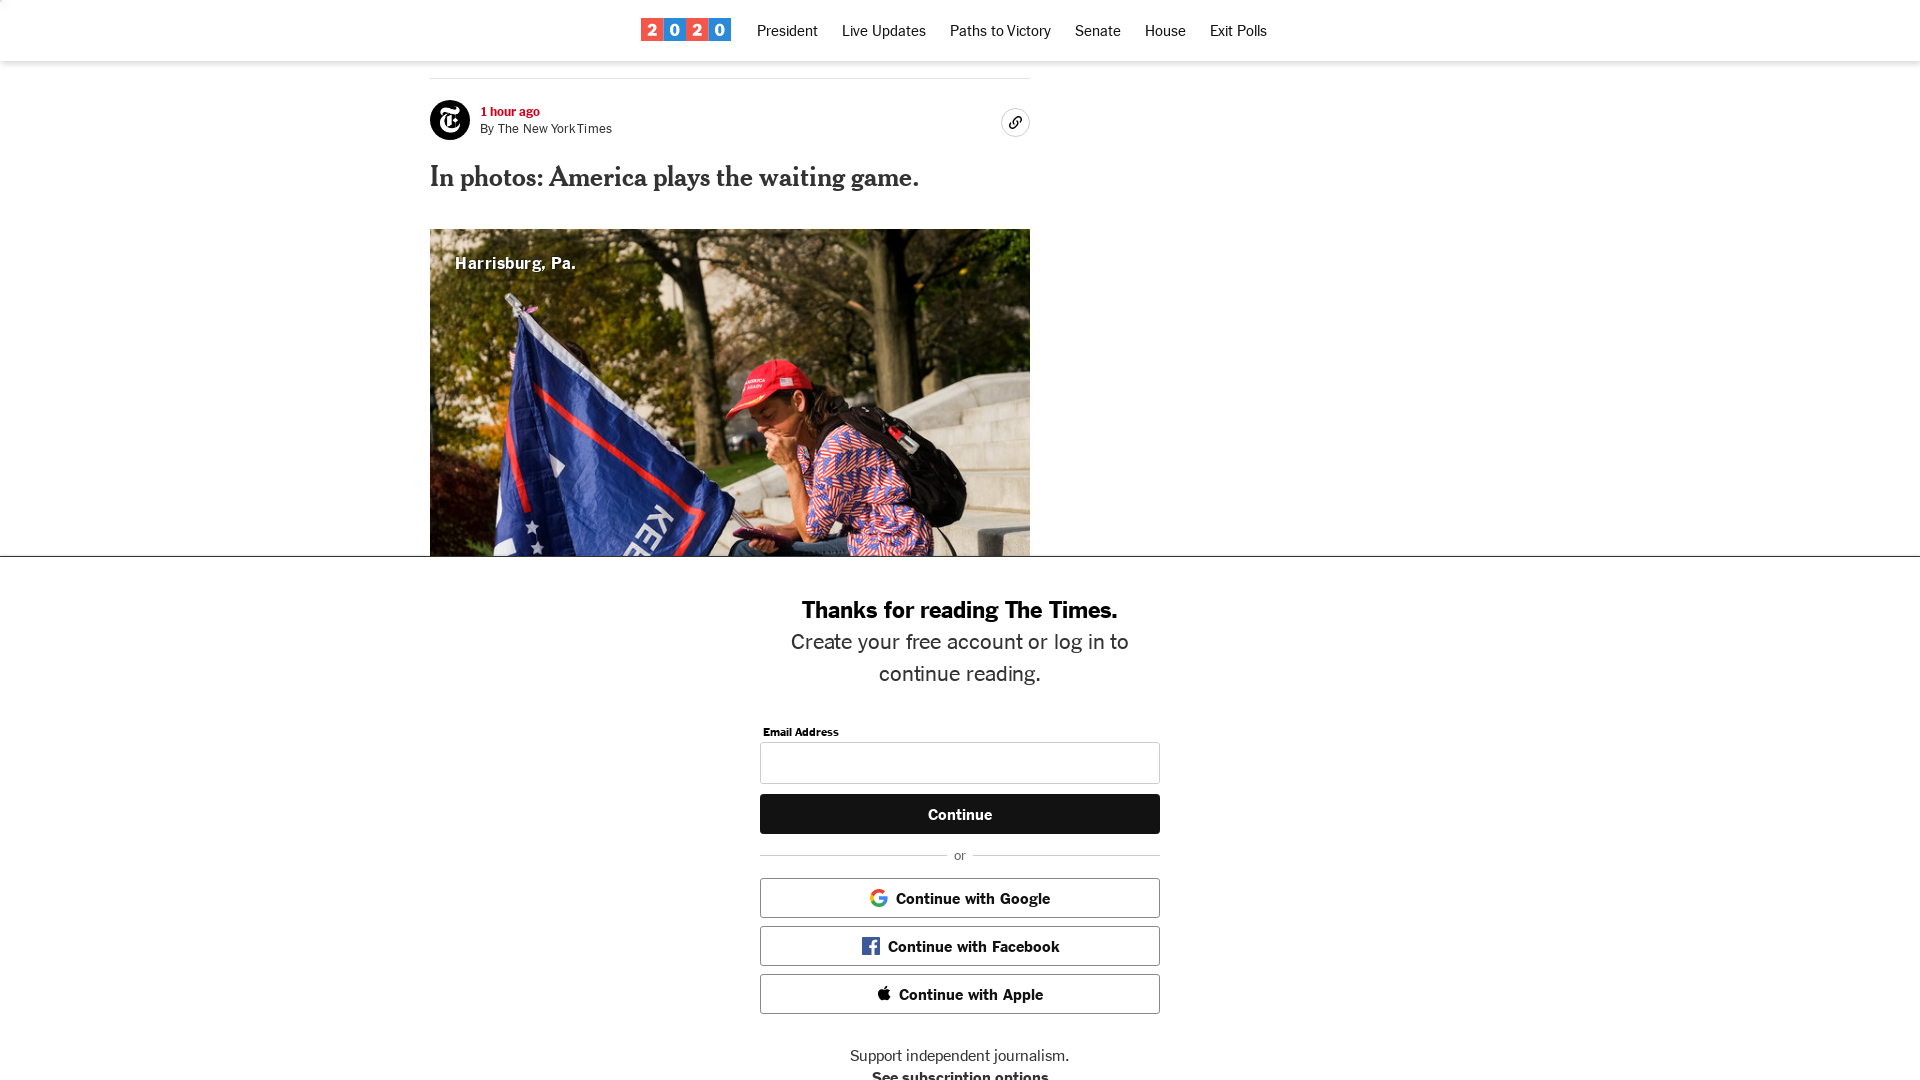 2020 President Live Updates Paths to Victory Senate House Exit Polls
1 hour ago
By The New York Times
In photos: America plays the waiting game.
Harrisburg, Pa.
AMERICA
AGAIN
KEE
Thanks for reading The Times.
Create your free account or log in to
continue reading.
Email Address
Continue
or
Continue with Google
Continue with Facebook
Continue with Apple
Support independent journalism.
See subscription options